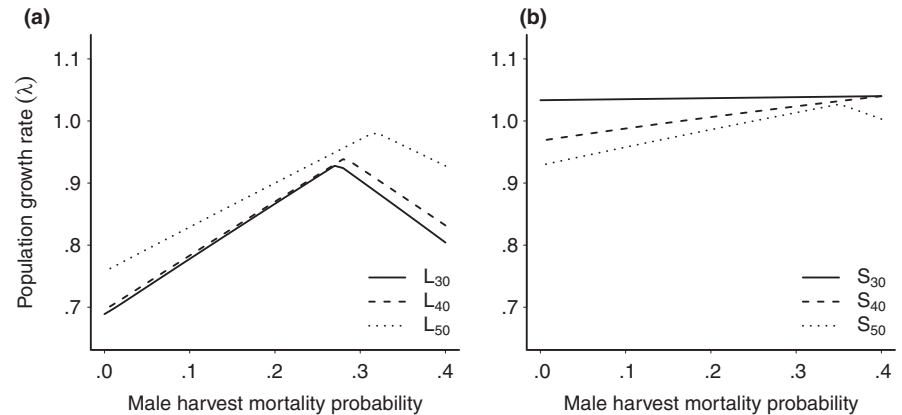 (a)
Population growth rate (λ)
1.1
1.0
.9
.8
.7
L30
L40
L50
.0 .1 .2 .3 .4
Male harvest mortality probability
(b)
1.1
1.0
.9
.8
.7
S30
S40
S50
.0 .1 .2 .3 .4
Male harvest mortality probability